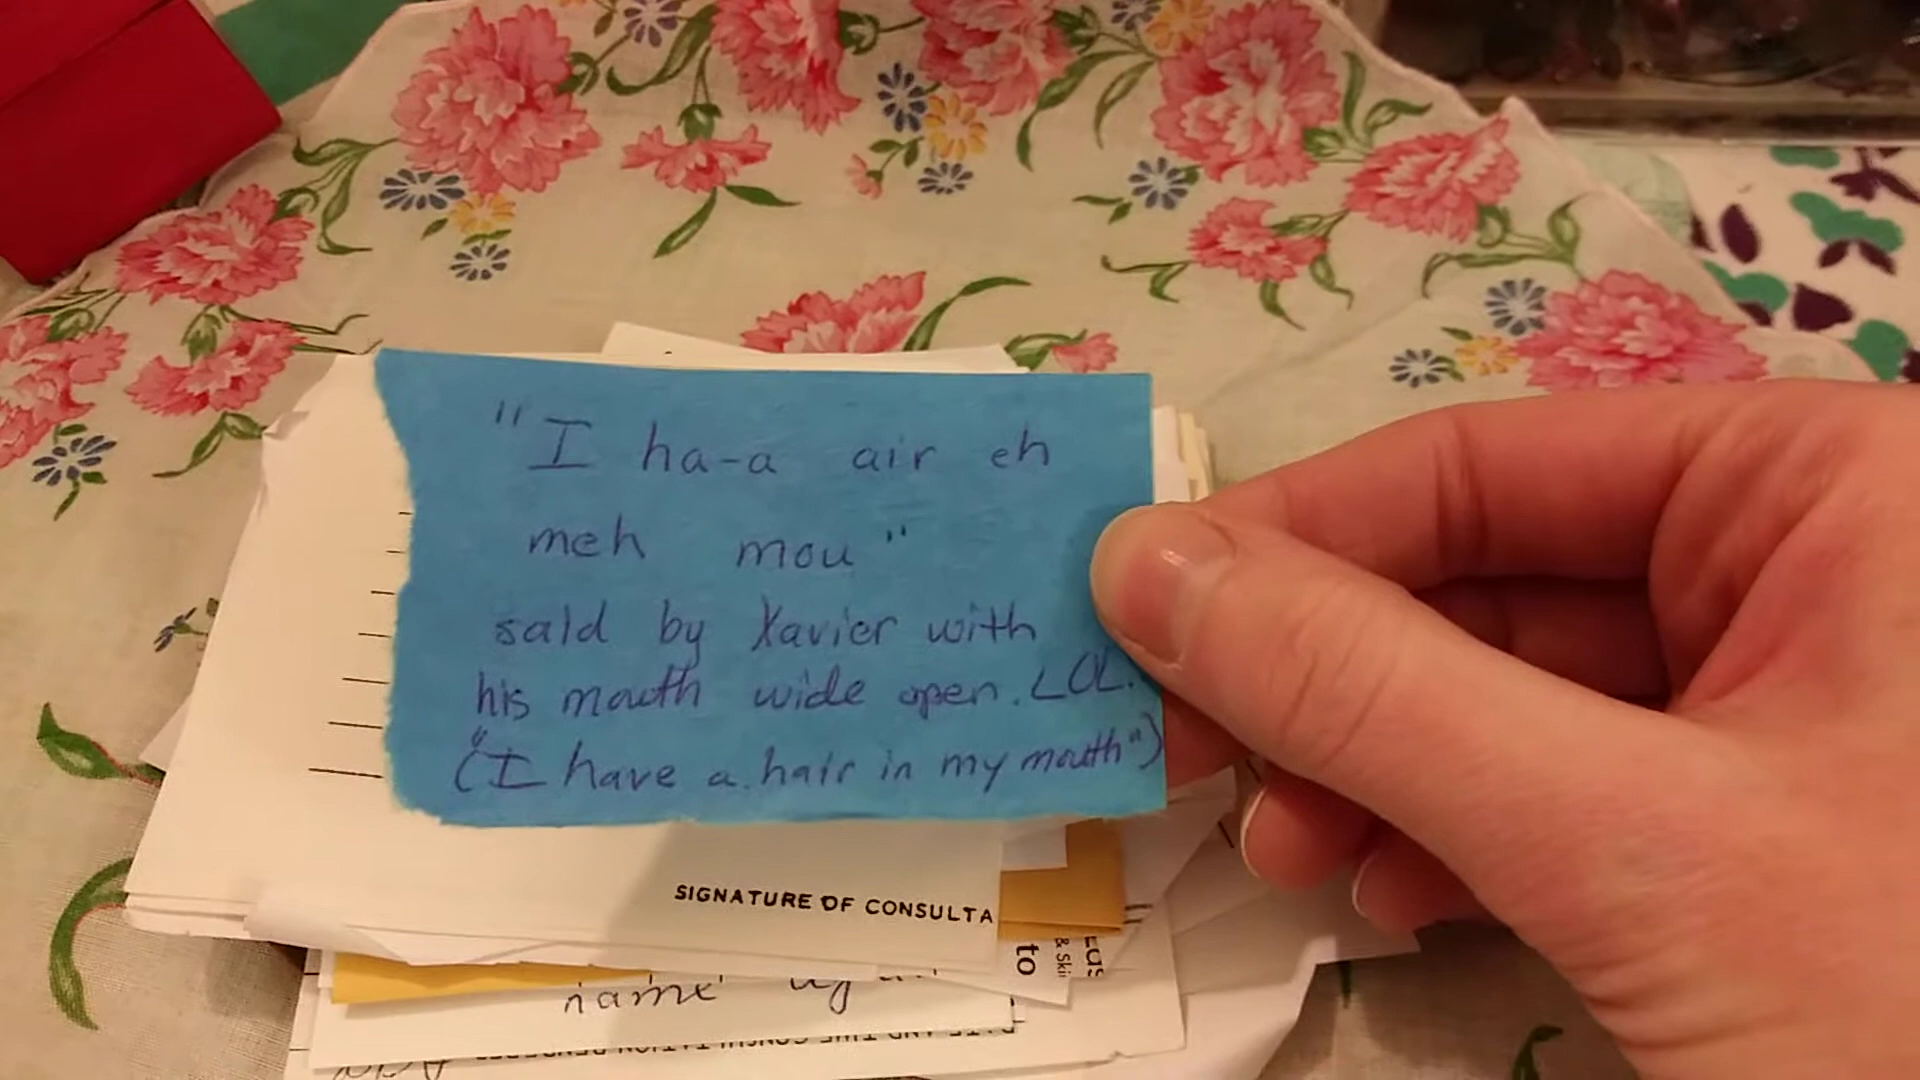 "I ha-a air eh
meh mou"
said by Xavier with
his mouth wide open. LOL.
("I have a hair in my mouth")
SIGNATURE OF CONSULTA
to
& Ski
name